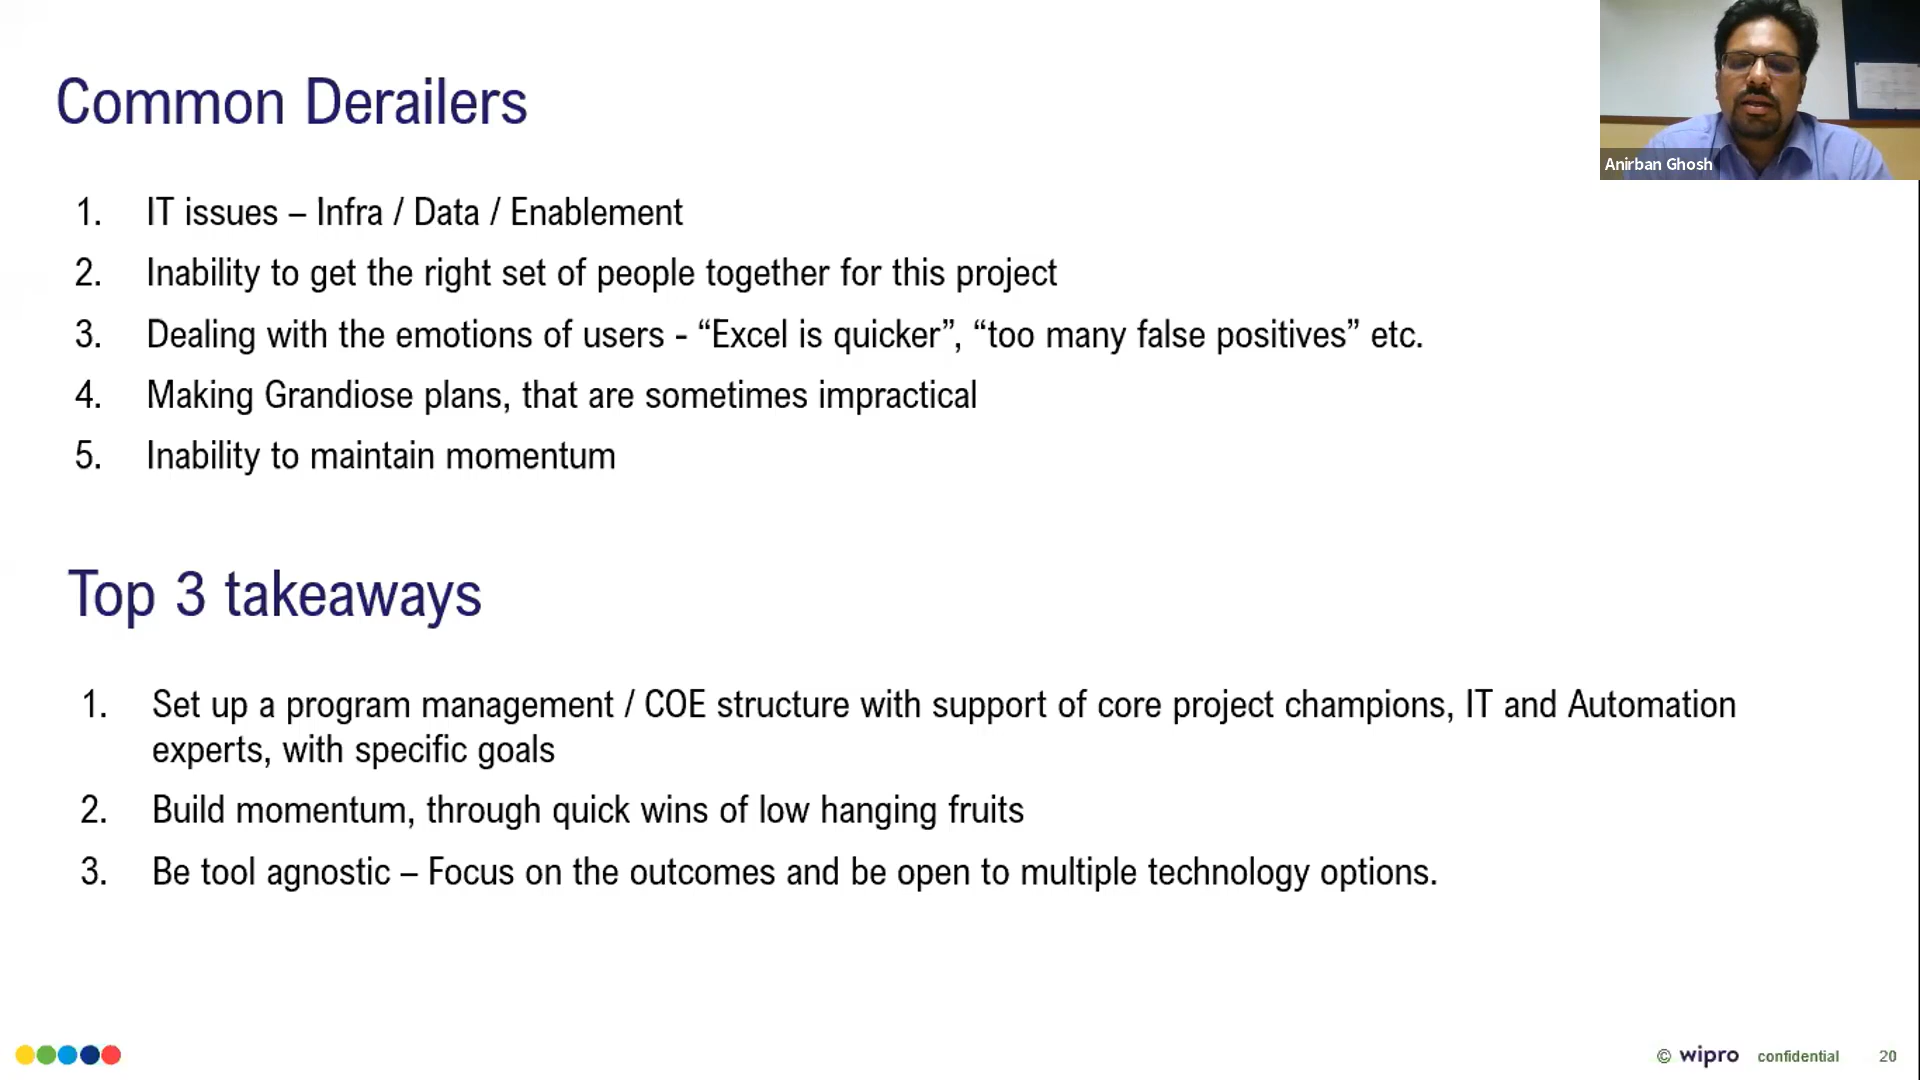 Common Derailers
Anirban Ghosh
1. IT issues – Infra / Data / Enablement
2. Inability to get the right set of people together for this project
3. Dealing with the emotions of users - “Excel is quicker”, “too many false positives” etc.
4. Making Grandiose plans, that are sometimes impractical
5. Inability to maintain momentum
Top 3 takeaways
1. Set up a program management / COE structure with support of core project champions, IT and Automation
experts, with specific goals
2. Build momentum, through quick wins of low hanging fruits
3. Be tool agnostic – Focus on the outcomes and be open to multiple technology options.
© wipro confidential 20